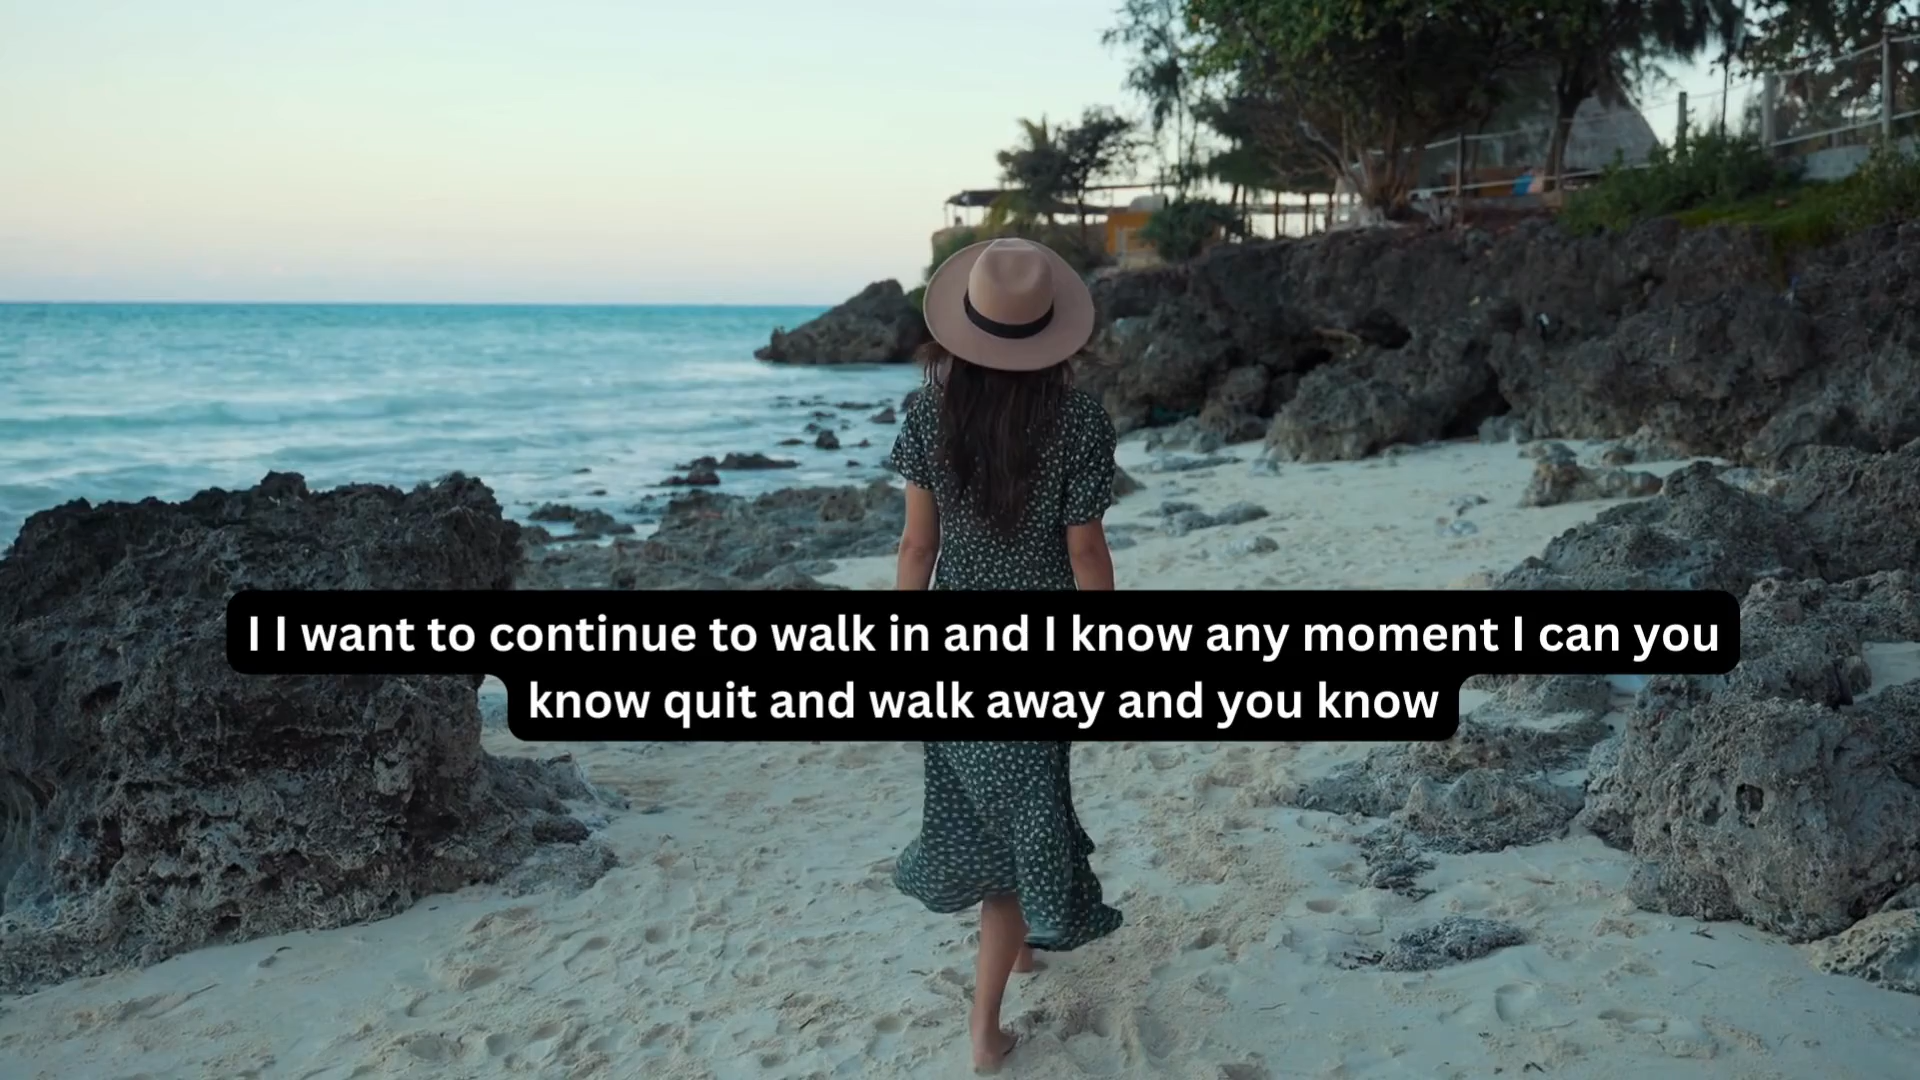 I I want to continue to walk in and I know any moment I can you
know quit and walk away and you know